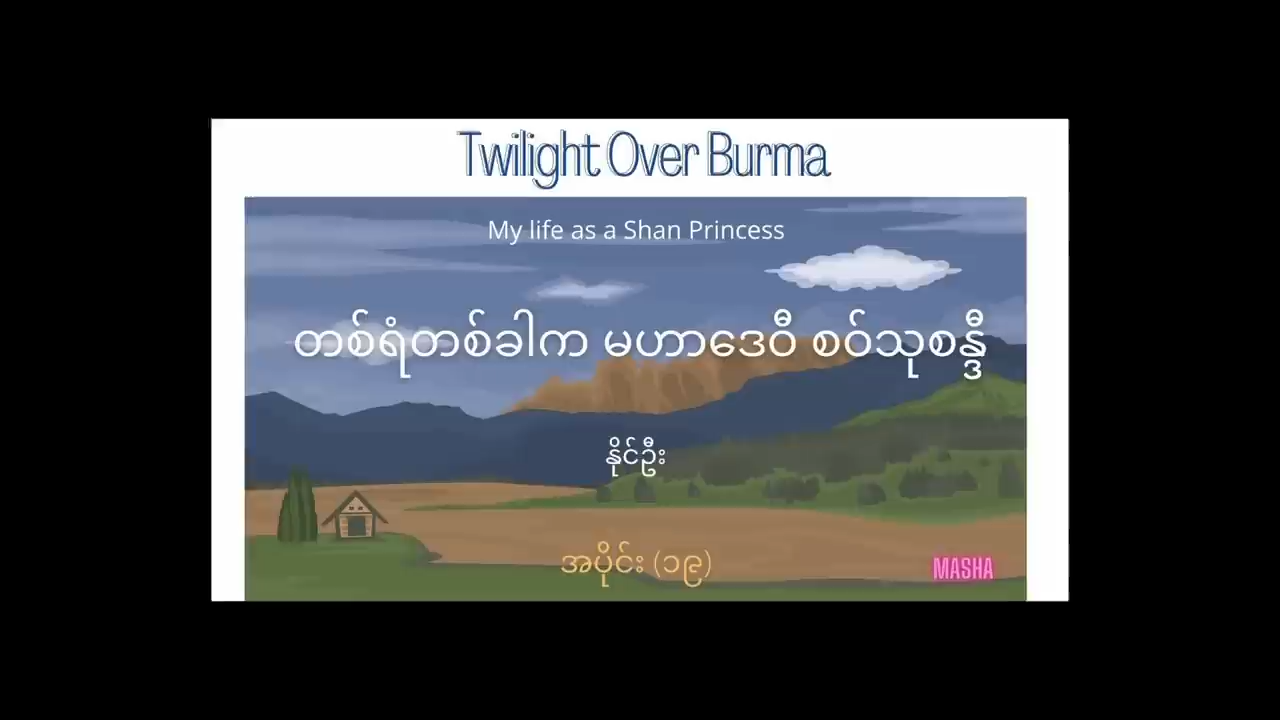 Twilight Over Burma
My life as a Shan Princess
တစ်ရံတစ်ခါက မဟာဒေဝီ စဝ်သုစန္ဒီ
နိုင်ဦး
အပိုင်း (၁၉)
MASHA